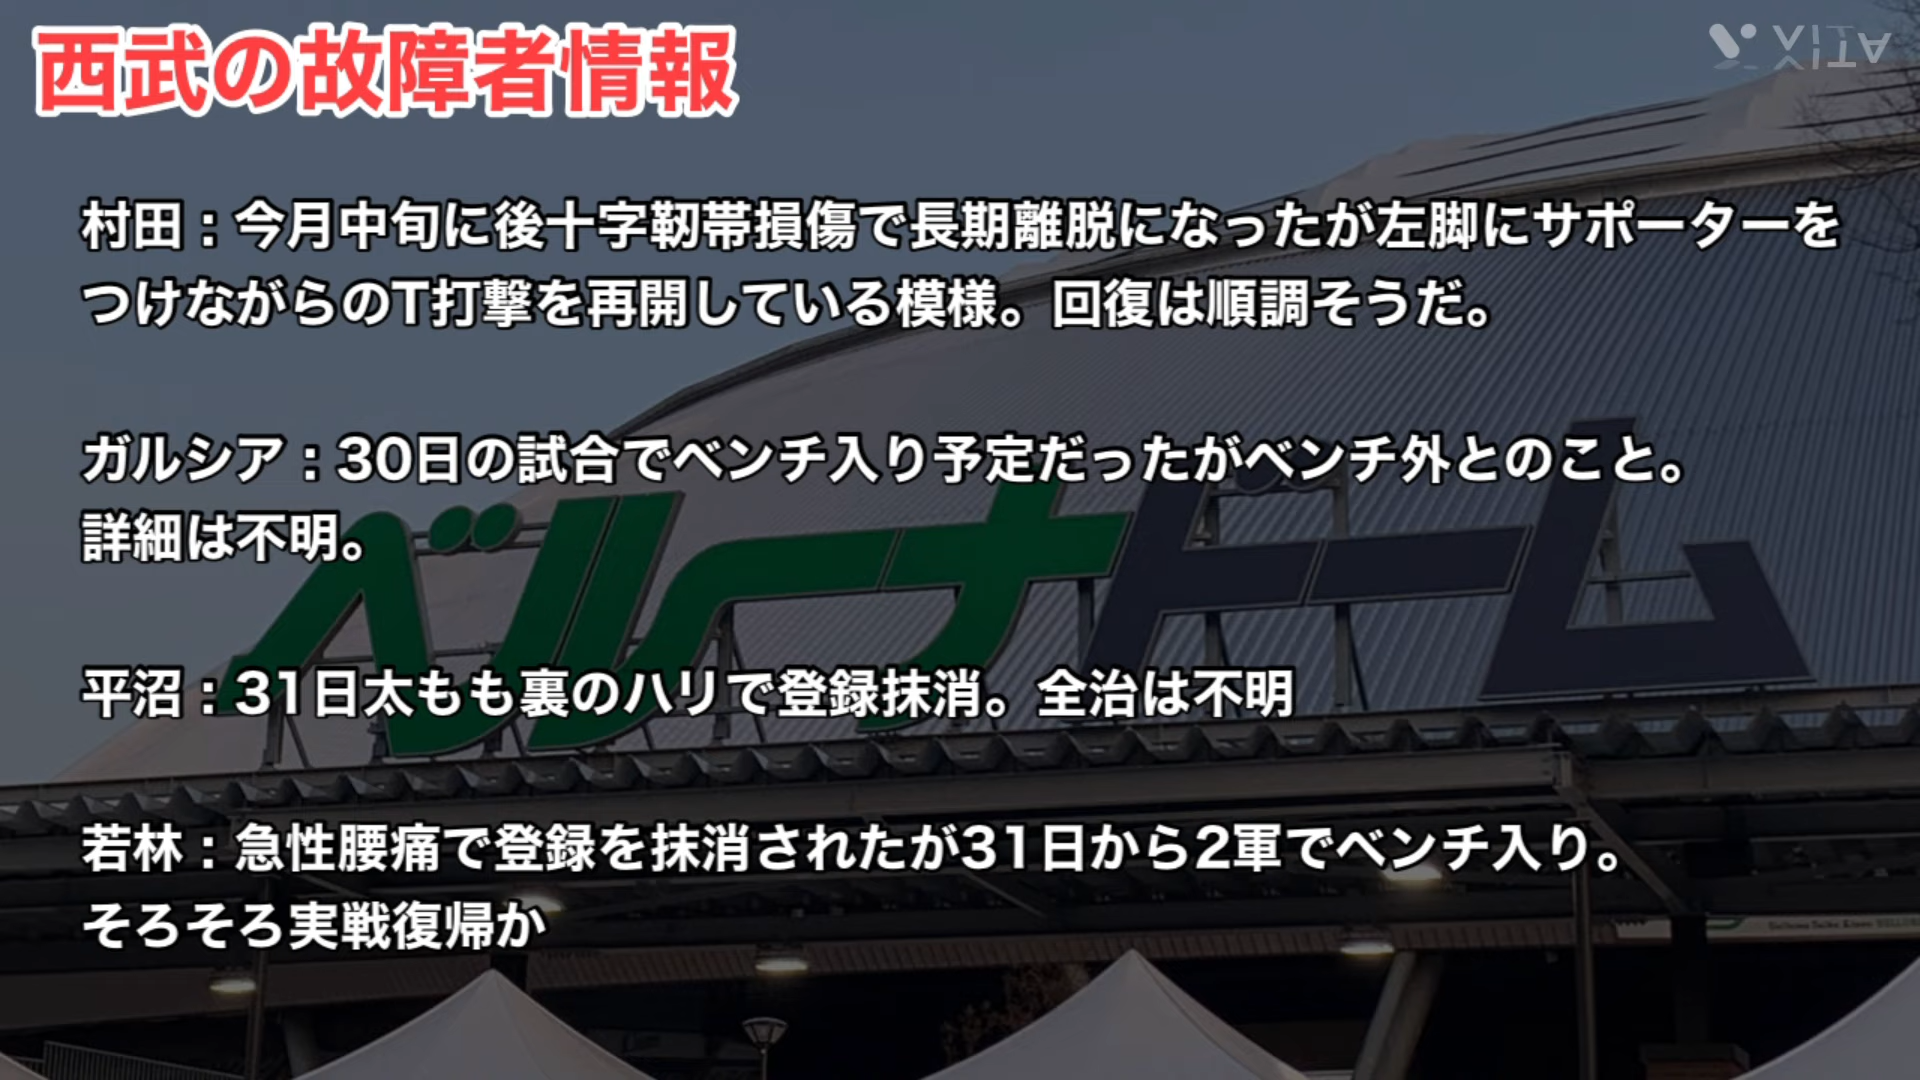 西武の故障者情報
VITA
村田：今月中旬に後十字靭帯損傷で長期離脱になったが左脚にサポーターを
つけながらのT打撃を再開している模様。回復は順調そうだ。
ガルシア：30日の試合でベンチ入り予定だったがベンチ外とのこと。
詳細は不明。
ベルーナドーム
平沼：31日太もも裏のハリで登録抹消。全治は不明
若林：急性腰痛で登録を抹消されたが31日から2軍でベンチ入り。
そろそろ実戦復帰か